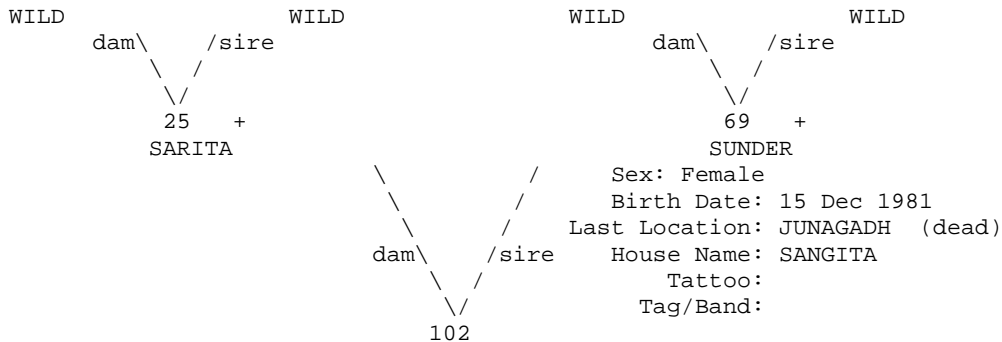 WILD WILD WILD WILD
dam\ /sire dam\ /sire
\ / \ /
\/ \/
25 + 69 +
SARITA SUNDER
\ / Sex: Female
\ / Birth Date: 15 Dec 1981
\ / Last Location: JUNAGADH (dead)
dam\ /sire House Name: SANGITA
\ / Tattoo:
\/ Tag/Band:
102